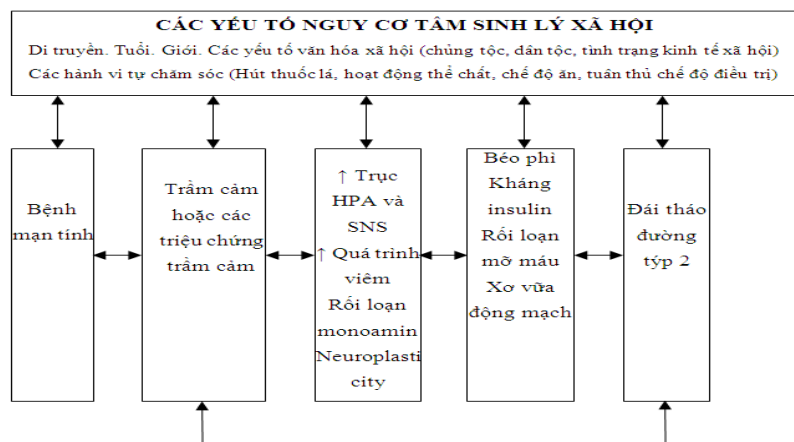 CÁC YẾU TỐ NGUY CƠ TÂM SINH LÝ XÃ HỘI
Di truyền. Tuổi. Giới. Các yếu tố văn hóa xã hội (chủng tộc, dân tộc, tình trạng kinh tế xã hội)
Các hành vi tự chăm sóc (Hút thuốc lá, hoạt động thể chất, chế độ ăn, tuân thủ chế độ điều trị)
Bệnh
mạn tính
Trầm cảm
hoặc các
triệu chứng
trầm cảm
↑ Trục
HPA và
SNS
↑ Quá trình
viêm
Rối loạn
monoamin
Neuroplasti
city
Béo phì
Kháng
insulin
Rối loạn
mỡ máu
Xơ vữa
động mạch
Đái tháo
đường
týp 2